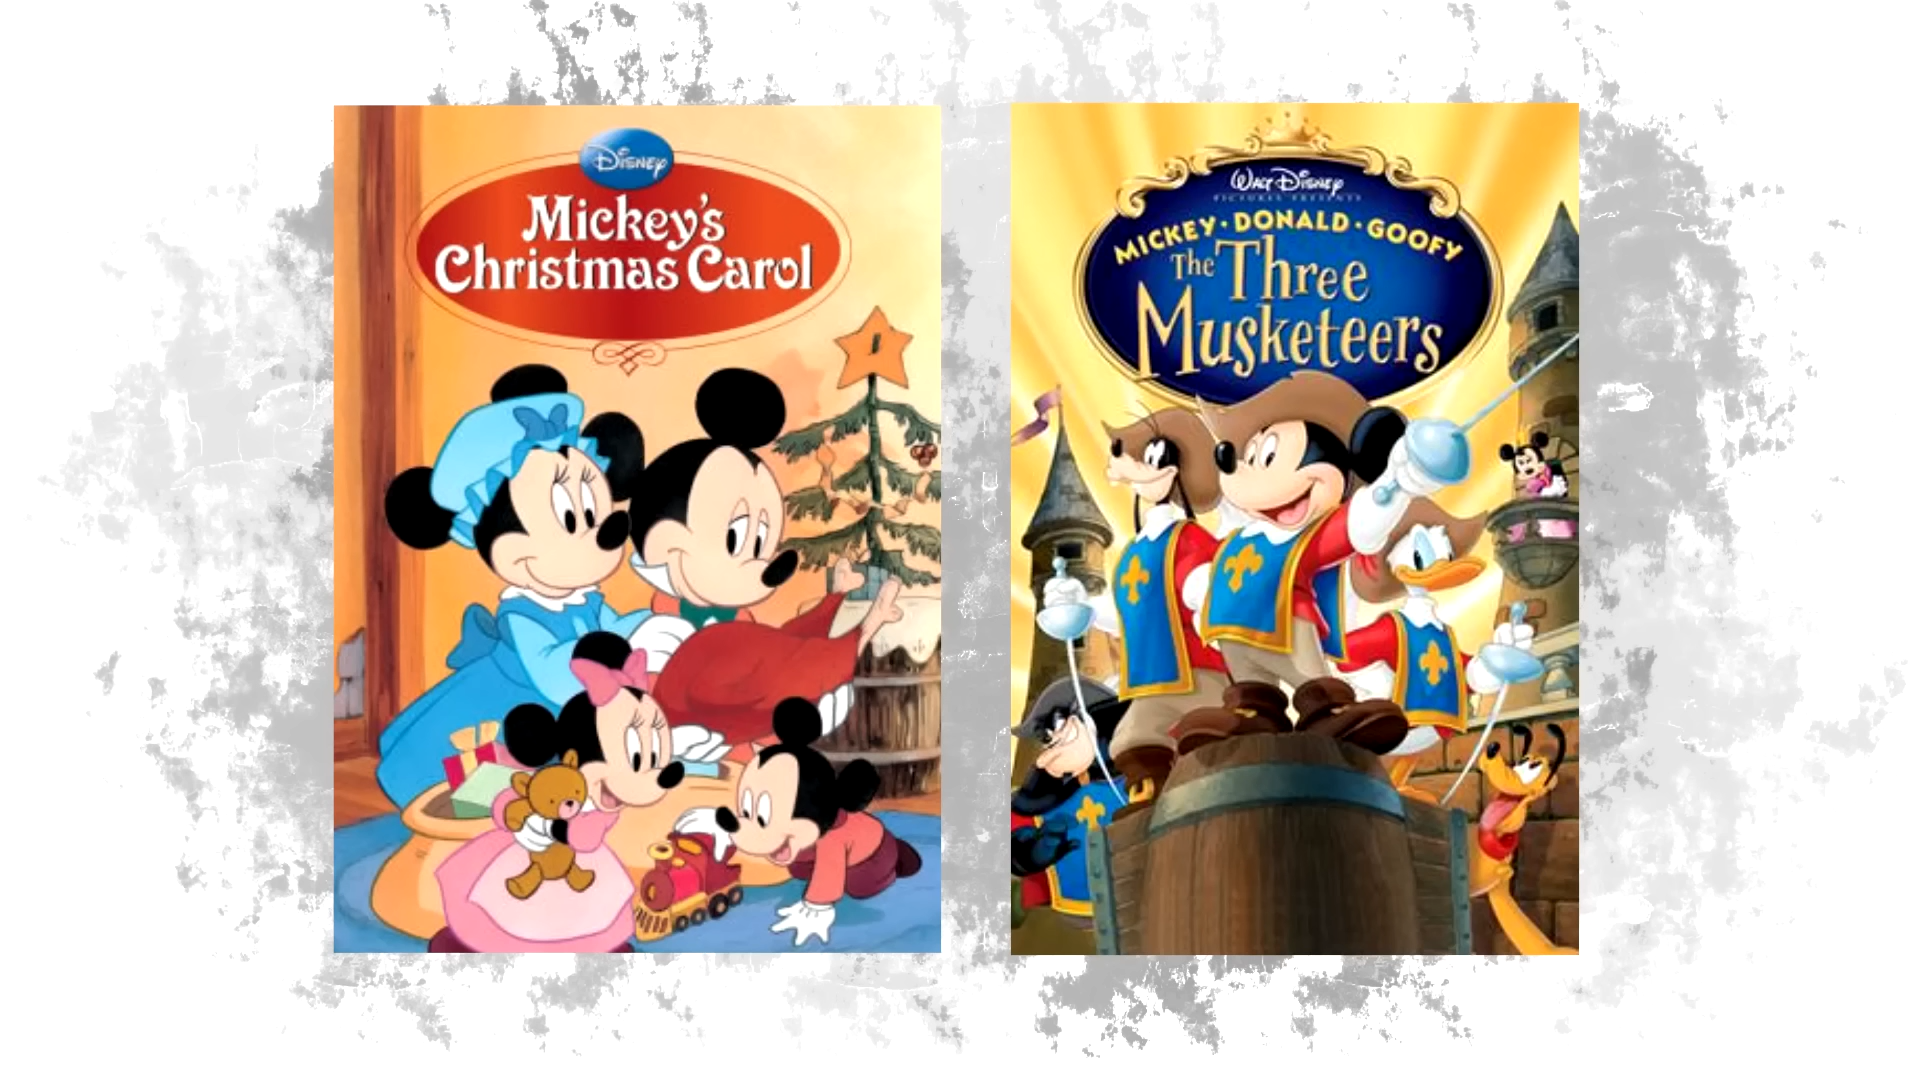 Disney
Mickey's
Christmas Carol
Walt Disney
PICTURES PRESENTS
MICKEY · DONALD · GOOFY
The Three
Musketeers